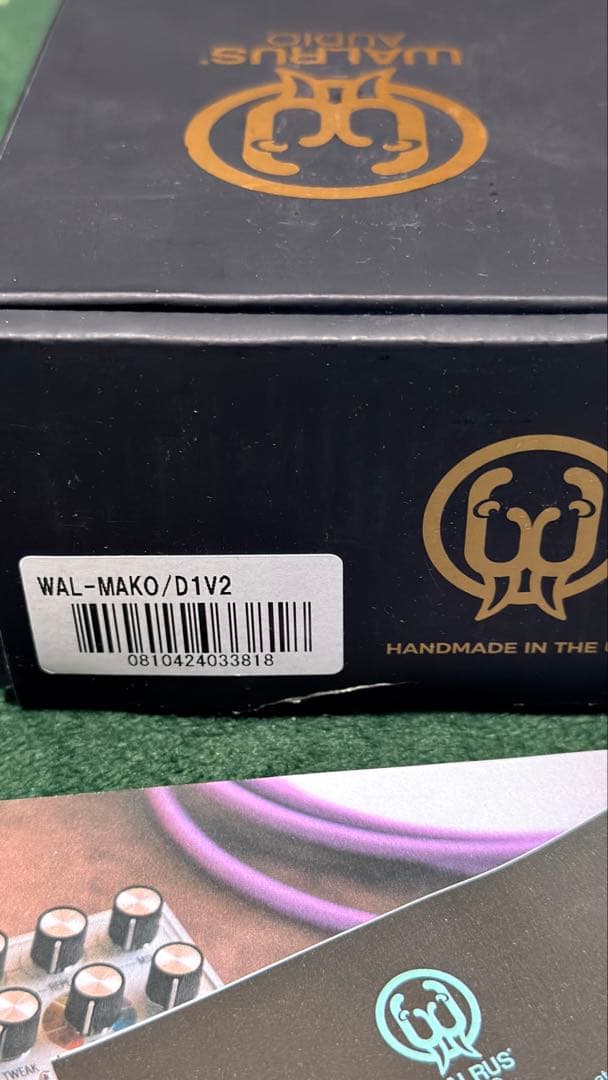 WALRUS
AUDIO
WAL-MAKO/D1V2
0810424033818
HANDMADE IN THE
TWEAK